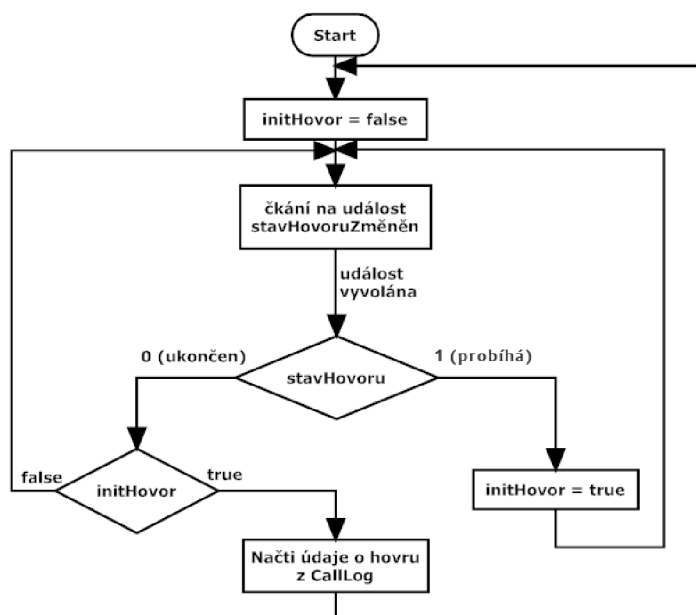 Start
initHovor = false
čkání na událost
stavHovoruZměněn
událost
vyvolána
0 (ukončen)
1 (probíhá)
stavHovoru
false
true
initHovor
initHovor = true
Načti údaje o hovru
z CallLog